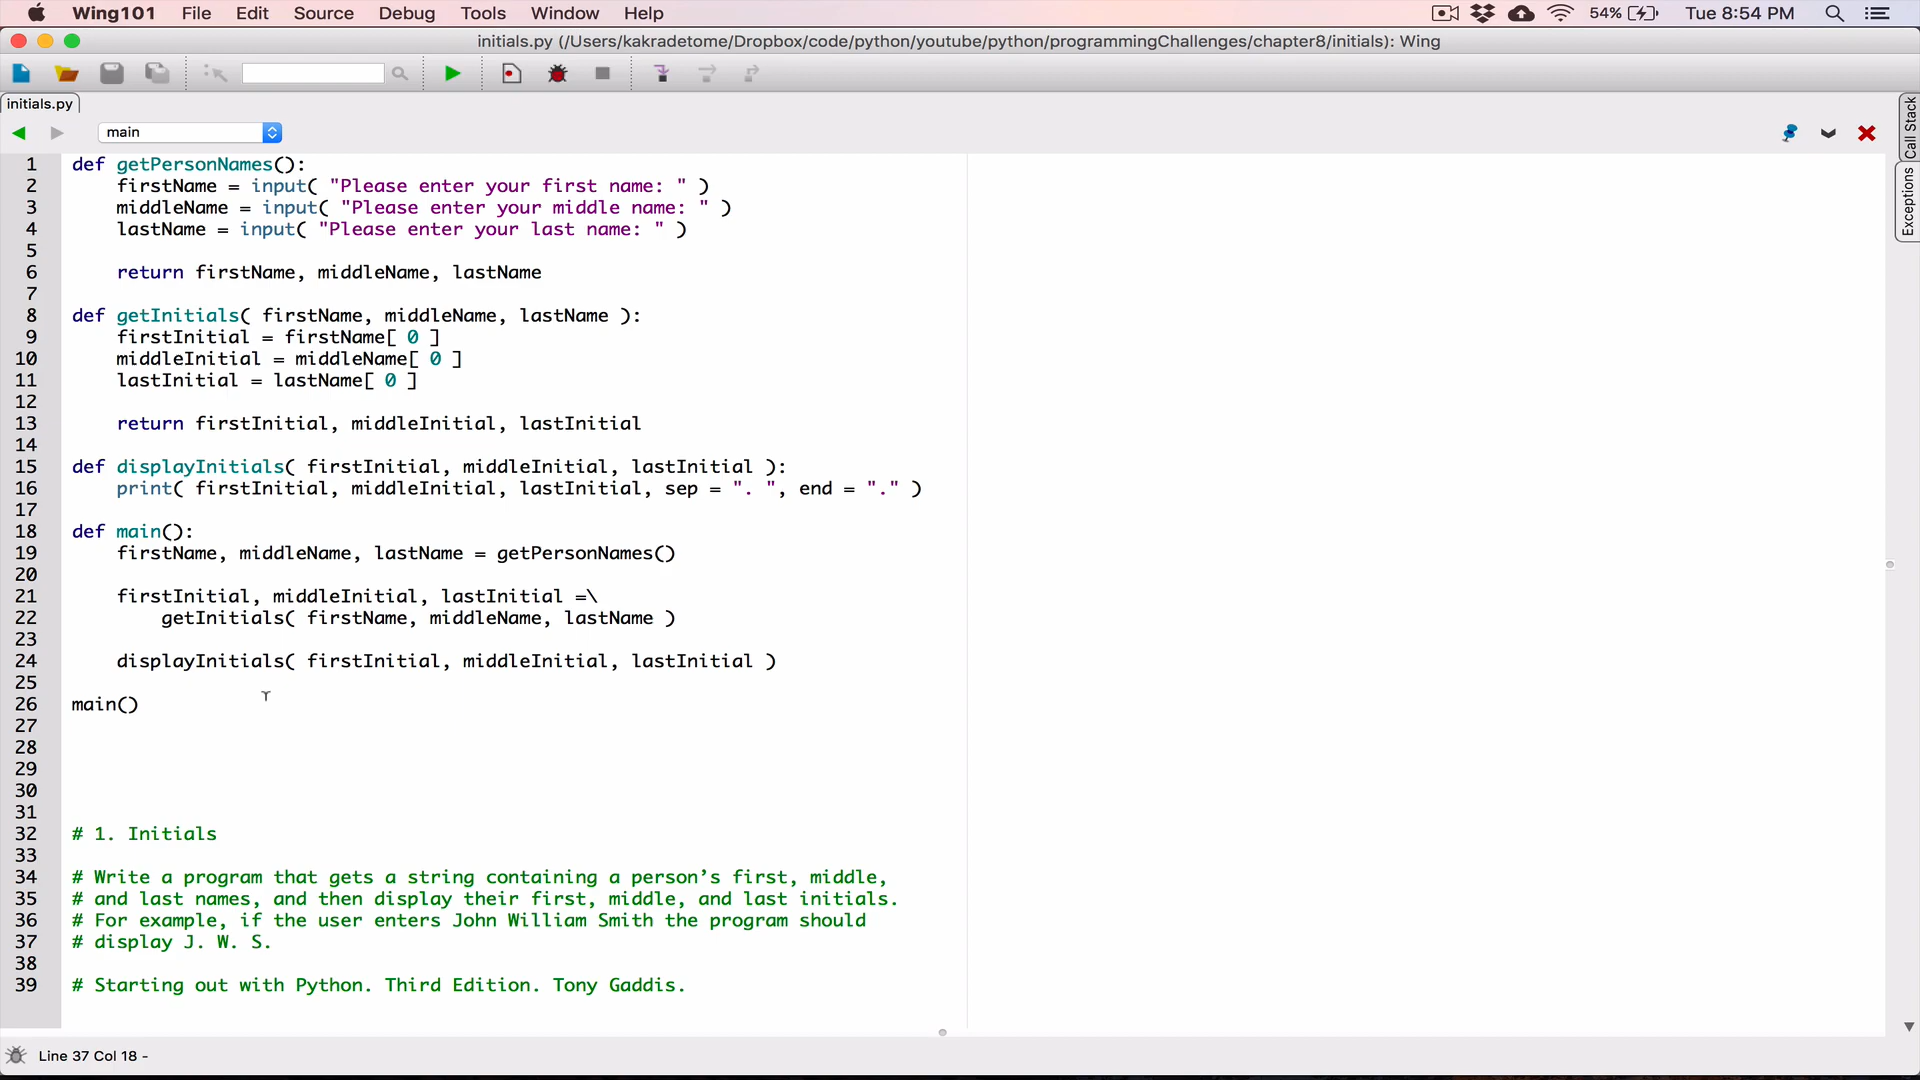 Wing101 File Edit Source Debug Tools Window Help 54% Tue 8:54 PM
initials.py (/Users/kakradetome/Dropbox/code/python/youtube/python/programmingChallenges/chapter8/initials): Wing
initials.py
main
Call Stack
Exceptions
1 def getPersonNames():
2     firstName = input( "Please enter your first name: " )
3     middleName = input( "Please enter your middle name: " )
4     lastName = input( "Please enter your last name: " )
5
6     return firstName, middleName, lastName
7
8 def getInitials( firstName, middleName, lastName ):
9     firstInitial = firstName[ 0 ]
10     middleInitial = middleName[ 0 ]
11     lastInitial = lastName[ 0 ]
12
13     return firstInitial, middleInitial, lastInitial
14
15 def displayInitials( firstInitial, middleInitial, lastInitial ):
16     print( firstInitial, middleInitial, lastInitial, sep = ". ", end = "." )
17
18 def main():
19     firstName, middleName, lastName = getPersonNames()
20
21     firstInitial, middleInitial, lastInitial =\
22         getInitials( firstName, middleName, lastName )
23
24     displayInitials( firstInitial, middleInitial, lastInitial )
25
26 main()
27
28
29
30
31
32 # 1. Initials
33
34 # Write a program that gets a string containing a person’s first, middle,
35 # and last names, and then display their first, middle, and last initials.
36 # For example, if the user enters John William Smith the program should
37 # display J. W. S.
38
39 # Starting out with Python. Third Edition. Tony Gaddis.
Line 37 Col 18 -